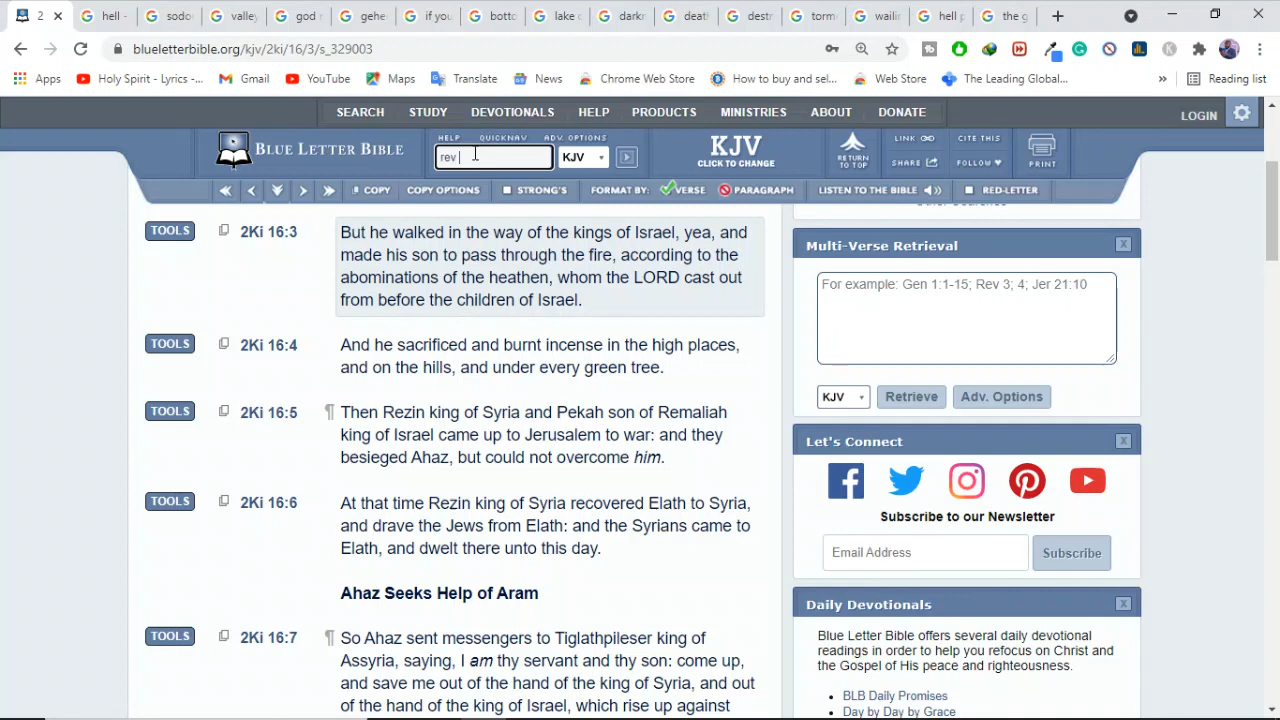 2
hell -
sodo
valley
god r
gehe
if you
botto
lake o
darkn
death
destr
torme
wailin
hell p
the g
blueletterbible.org/kjv/2ki/16/3/s_329003
Apps
Holy Spirit - Lyrics -...
Gmail
YouTube
Maps
Translate
News
Chrome Web Store
How to buy and sel...
Web Store
The Leading Global...
»
Reading list
SEARCH
STUDY
DEVOTIONALS
HELP
PRODUCTS
MINISTRIES
ABOUT
DONATE
LOGIN
BLUE LETTER BIBLE
HELP
QUICKNAV
ADV. OPTIONS
rev
KJV
KJV
CLICK TO CHANGE
RETURN
TO TOP
LINK
CITE THIS
SHARE
FOLLOW
PRINT
COPY
COPY OPTIONS
STRONG'S
FORMAT BY:
VERSE
PARAGRAPH
LISTEN TO THE BIBLE
RED-LETTER
TOOLS
2Ki 16:3
But he walked in the way of the kings of Israel, yea, and
made his son to pass through the fire, according to the
abominations of the heathen, whom the LORD cast out
from before the children of Israel.
TOOLS
2Ki 16:4
And he sacrificed and burnt incense in the high places,
and on the hills, and under every green tree.
TOOLS
2Ki 16:5
¶ Then Rezin king of Syria and Pekah son of Remaliah
king of Israel came up to Jerusalem to war: and they
besieged Ahaz, but could not overcome him.
TOOLS
2Ki 16:6
At that time Rezin king of Syria recovered Elath to Syria,
and drave the Jews from Elath: and the Syrians came to
Elath, and dwelt there unto this day.
Ahaz Seeks Help of Aram
TOOLS
2Ki 16:7
¶ So Ahaz sent messengers to Tiglathpileser king of
Assyria, saying, I am thy servant and thy son: come up,
and save me out of the hand of the king of Syria, and out
of the hand of the king of Israel, which rise up against
Multi-Verse Retrieval
X
For example: Gen 1:1-15; Rev 3; 4; Jer 21:10
KJV
Retrieve
Adv. Options
Let's Connect
X
Subscribe to our Newsletter
Email Address
Subscribe
Daily Devotionals
X
Blue Letter Bible offers several daily devotional
readings in order to help you refocus on Christ and
the Gospel of His peace and righteousness.
BLB Daily Promises
Day by Day by Grace